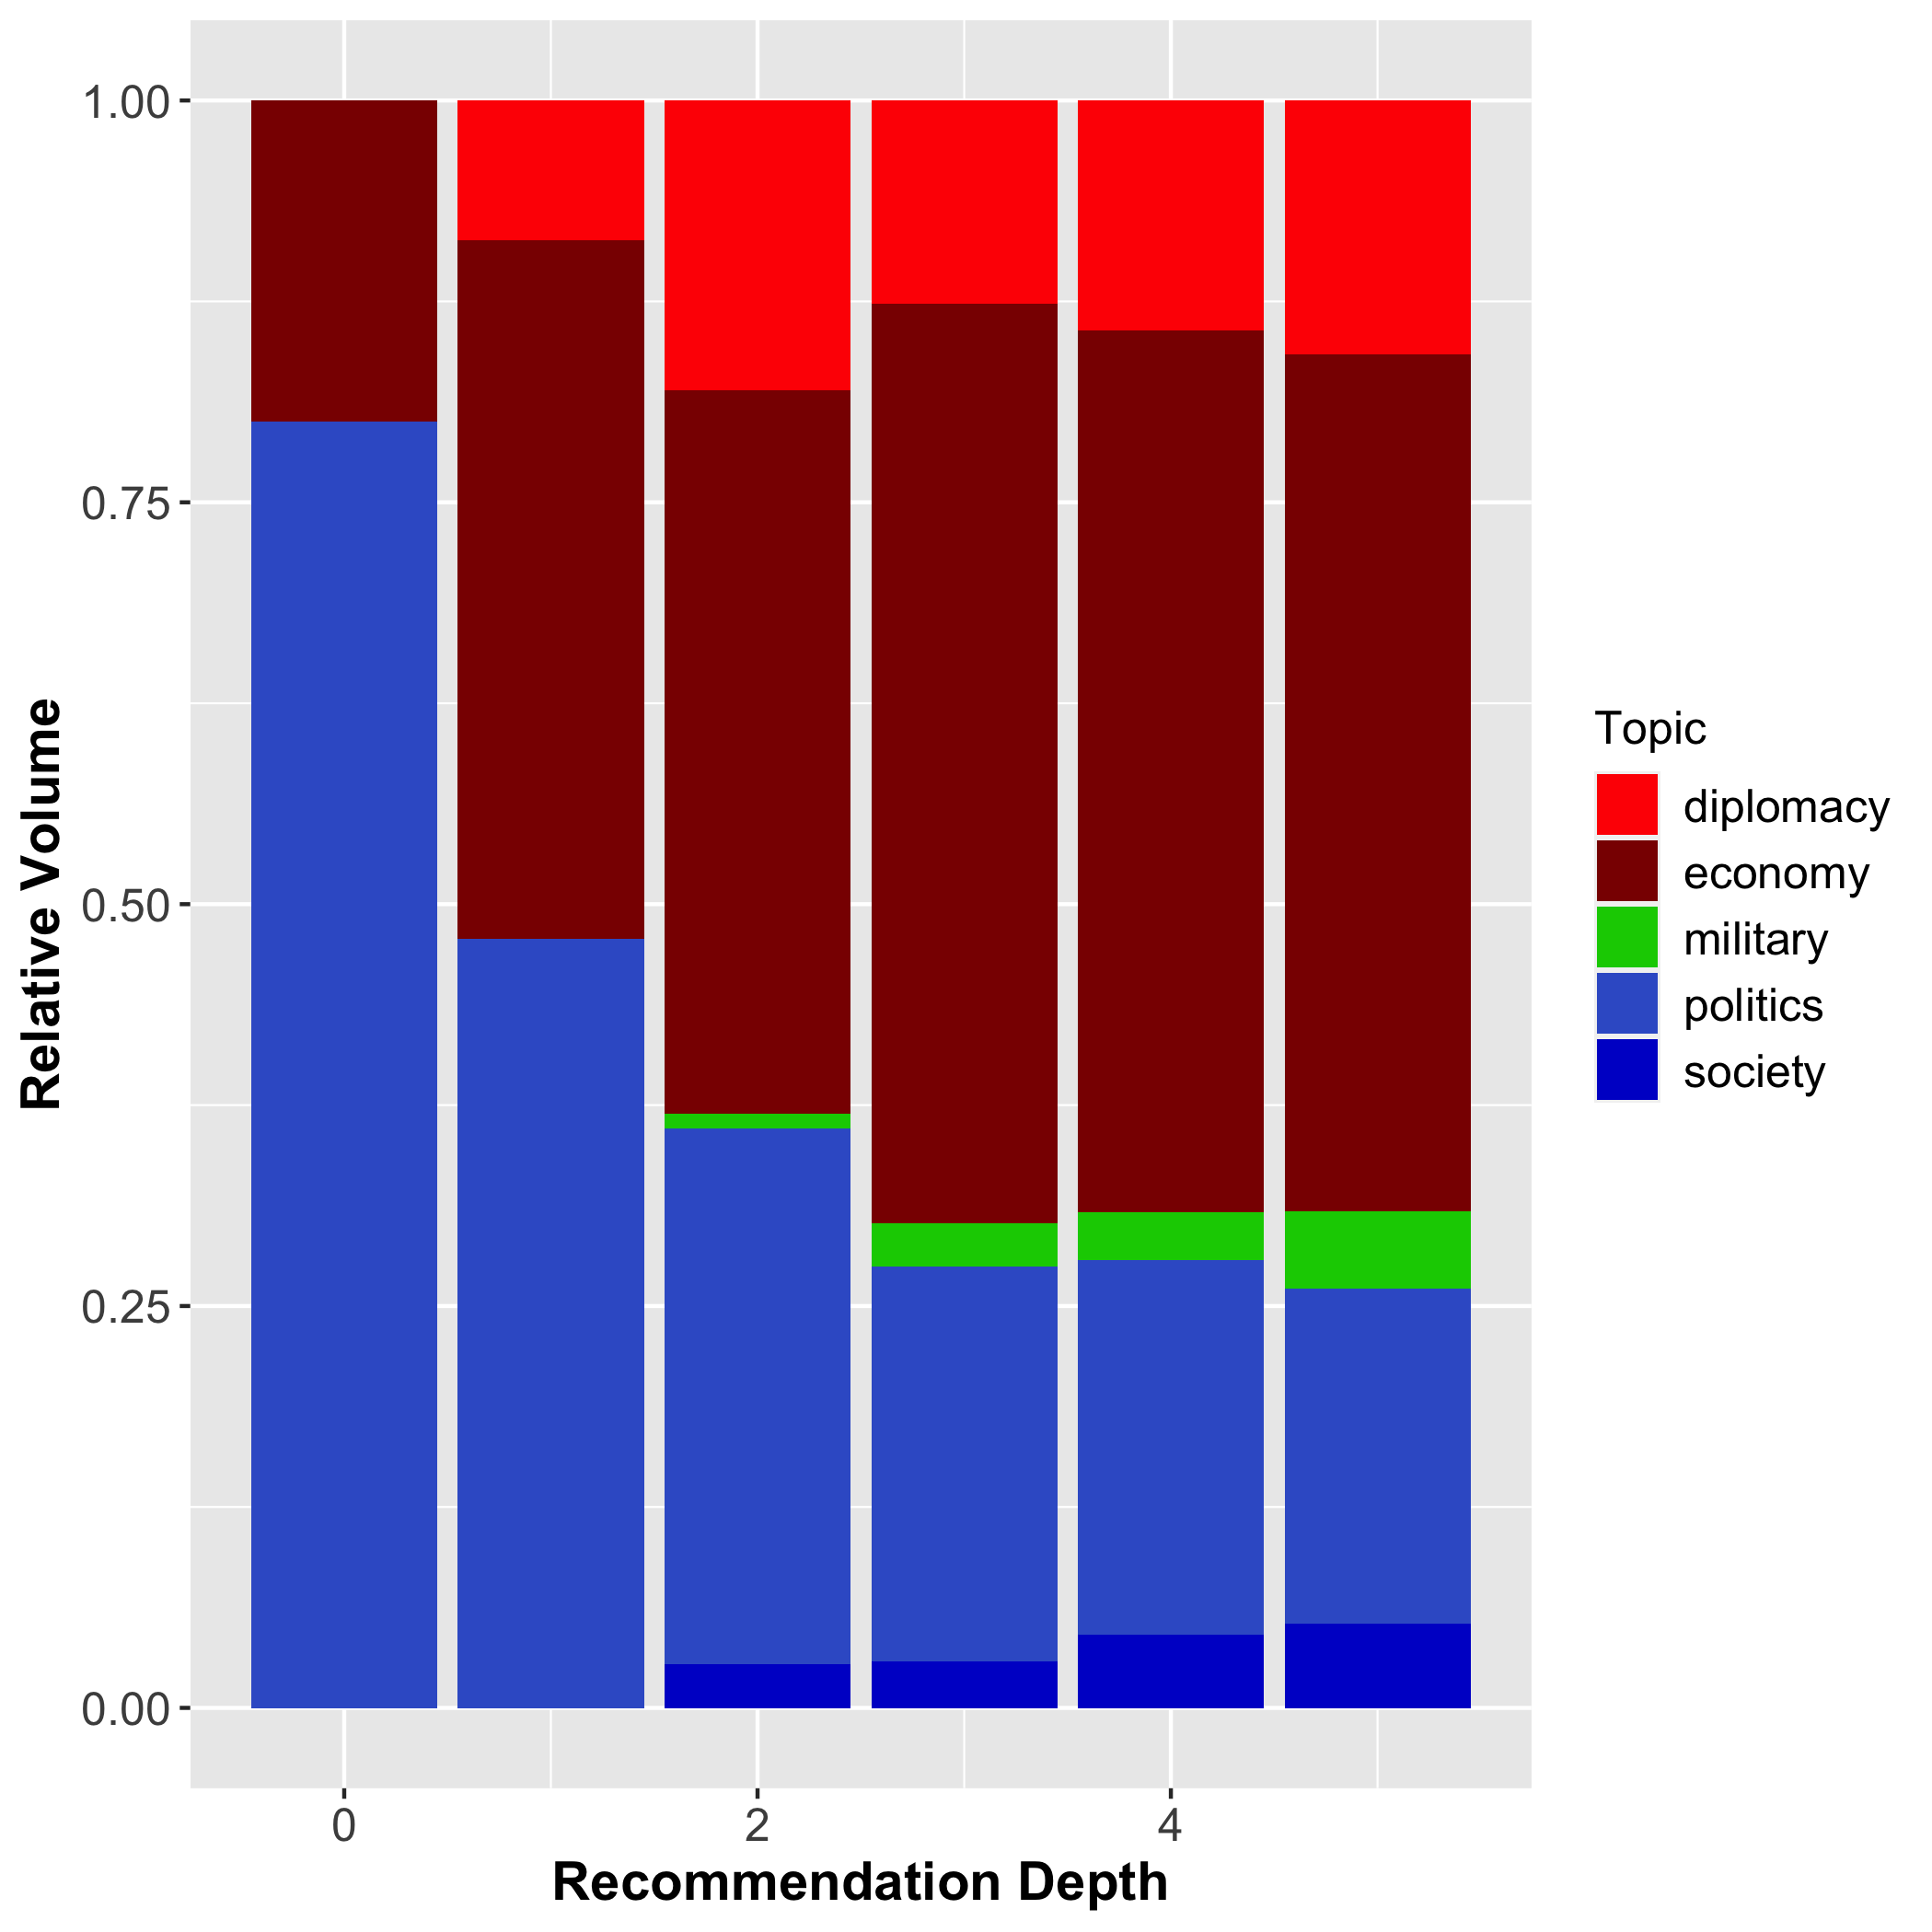 1.00
0.75
0.50
0.25
0.00
Relative Volume
0
2
4
Recommendation Depth
Topic
diplomacy
economy
military
politics
society